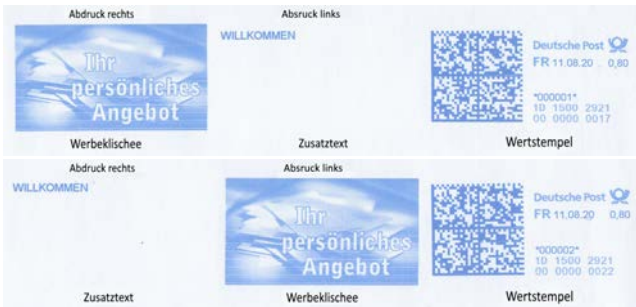 Abdruck rechts
Absruck links
Ihr
persönliches
Angebot
WILLKOMMEN
Deutsche Post
FR 11.08.20 0,80
*000001*
1D 1500 2921
00 0000 0017
Werbeklischee
Zusatztext
Wertstempel
Abdruck rechts
Absruck links
WILLKOMMEN
Ihr
persönliches
Angebot
Deutsche Post
FR 11.08.20 0,80
*000002*
1D 1500 2921
00 0000 0022
Zusatztext
Werbeklischee
Wertstempel